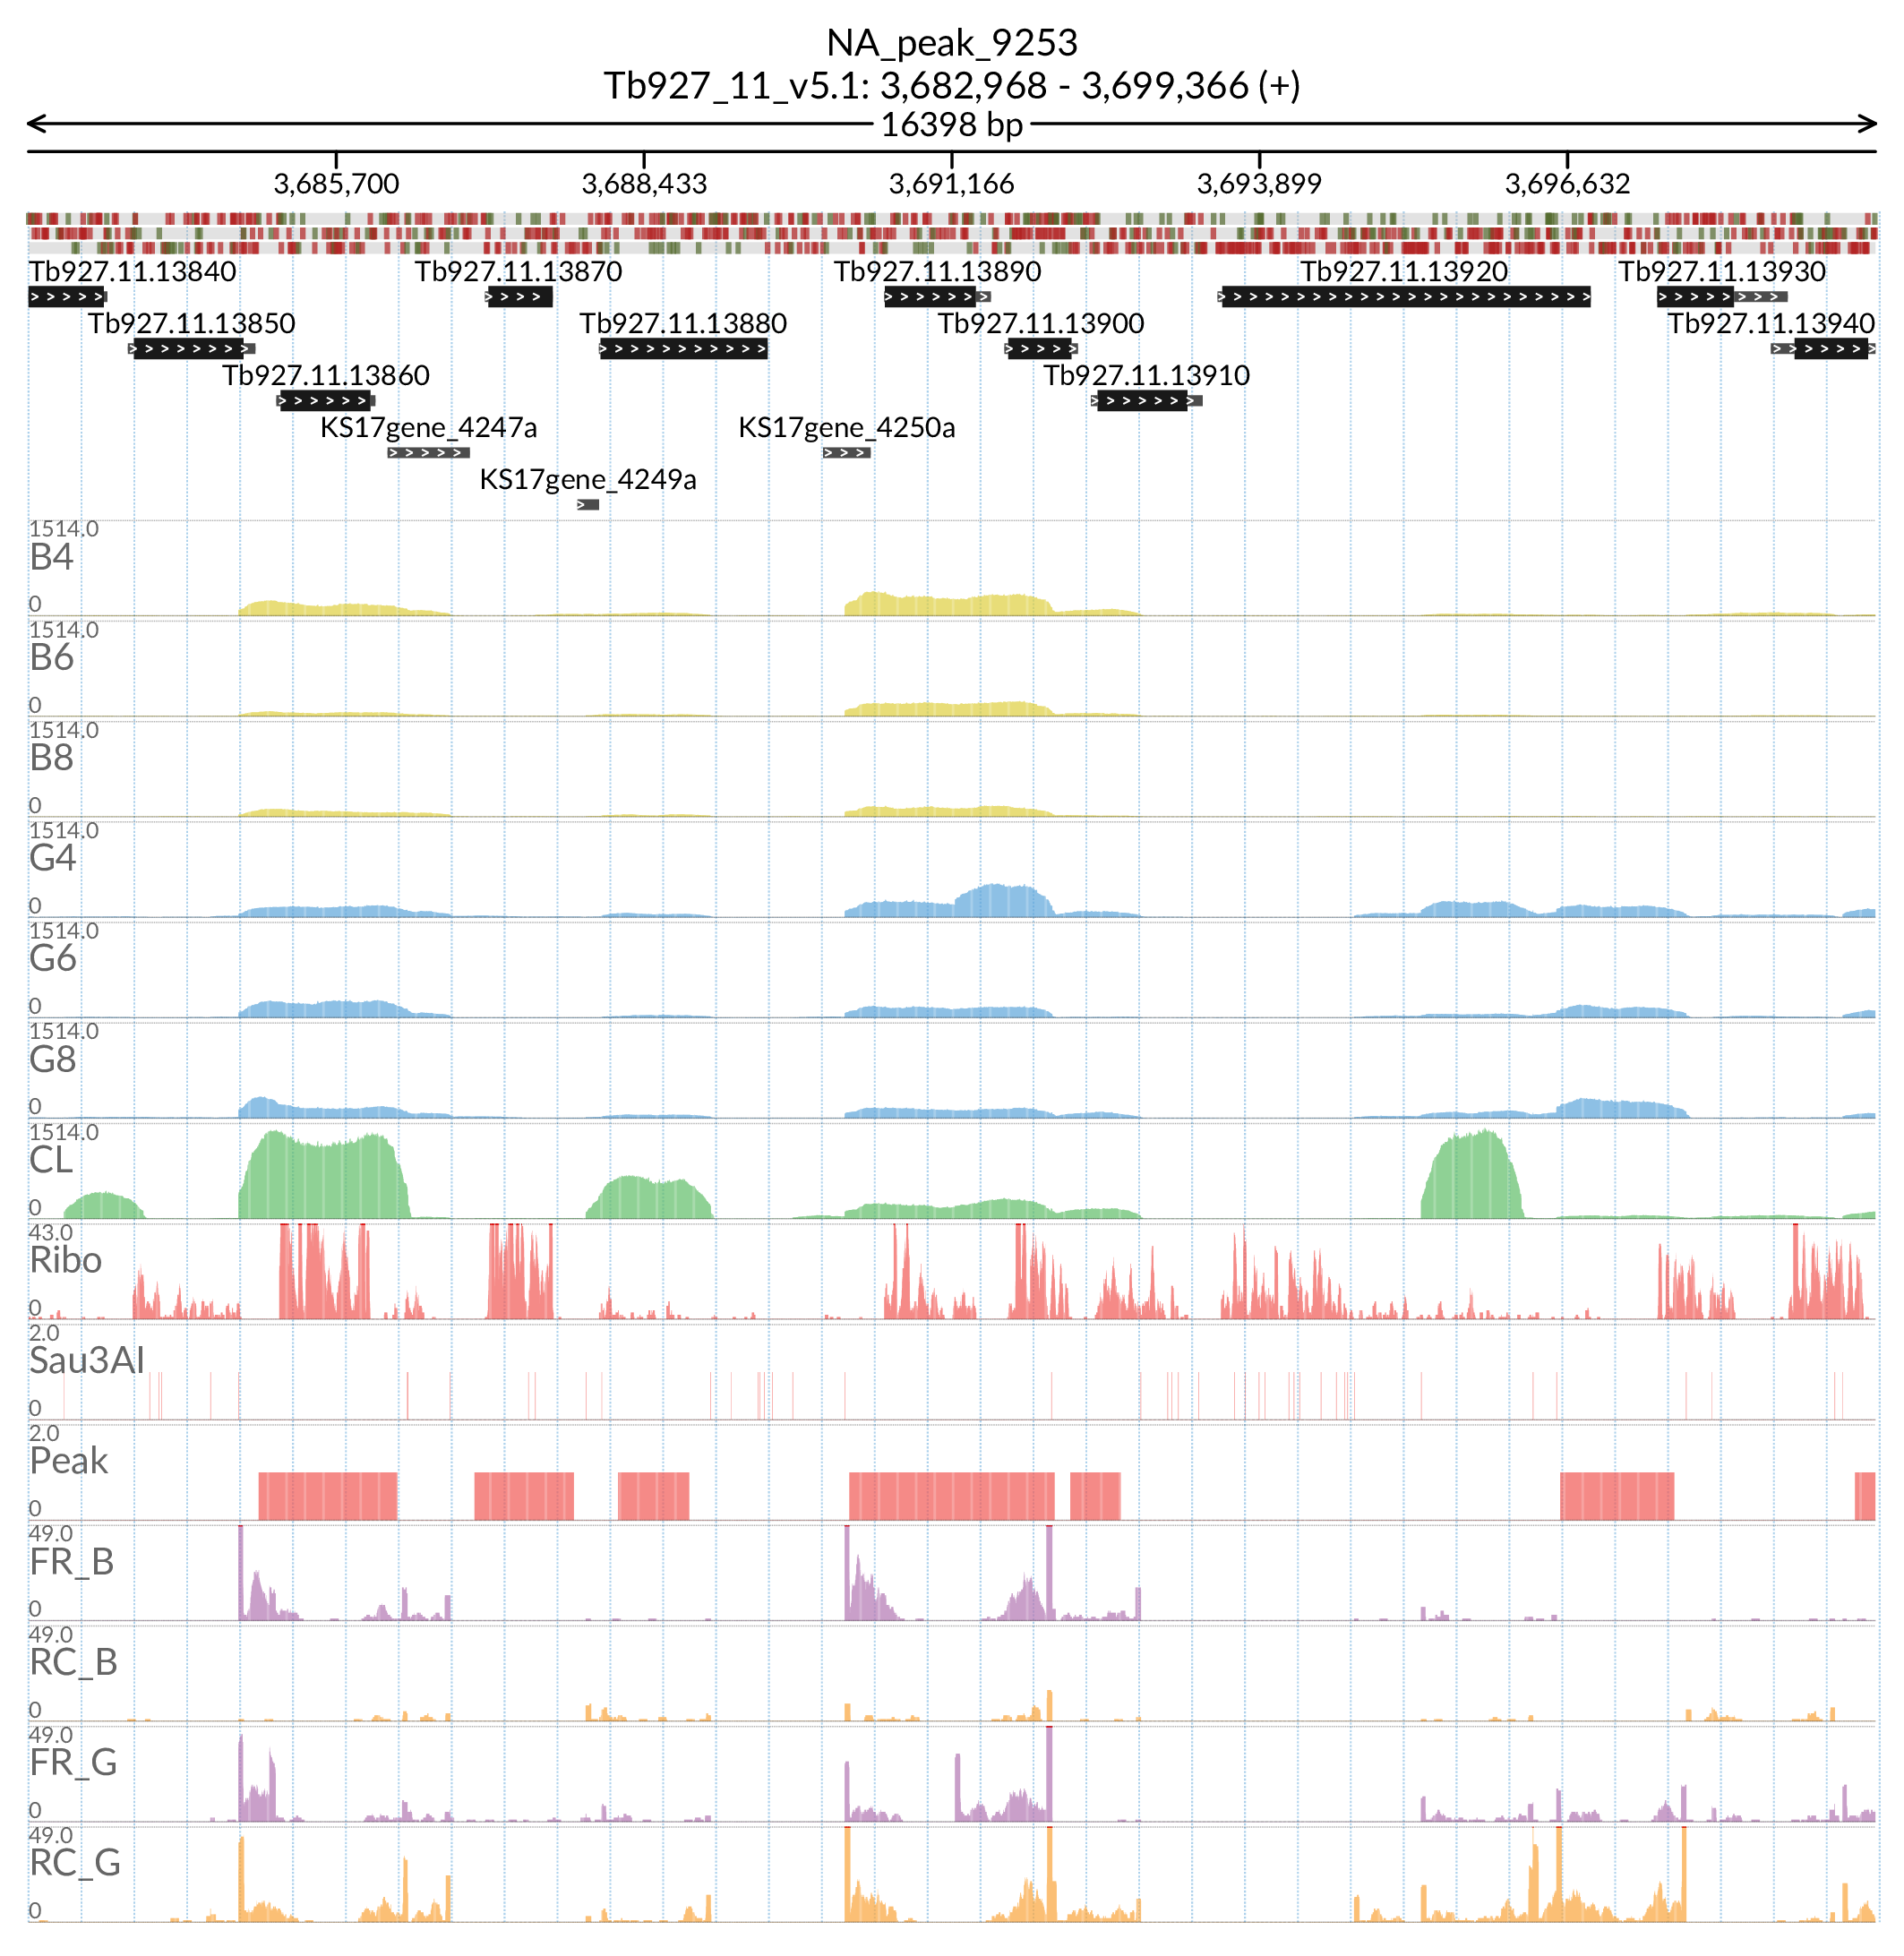 NA_peak_9253
Tb927_11_v5.1: 3,682,968 - 3,699,366 (+)
16398 bp
3,685,700 3,688,433 3,691,166 3,693,899 3,696,632
Tb927.11.13840 Tb927.11.13870 Tb927.11.13890 Tb927.11.13920 Tb927.11.13930
Tb927.11.13850 Tb927.11.13880 Tb927.11.13900 Tb927.11.13940
Tb927.11.13860 Tb927.11.13910
KS17gene_4247a KS17gene_4250a
KS17gene_4249a
1514.0
B4
0
1514.0
B6
0
1514.0
B8
0
1514.0
G4
0
1514.0
G6
0
1514.0
G8
0
1514.0
CL
0
43.0
Ribo
0
2.0
Sau3AI
0
2.0
Peak
0
49.0
FR_B
0
49.0
RC_B
0
49.0
FR_G
0
49.0
RC_G
0